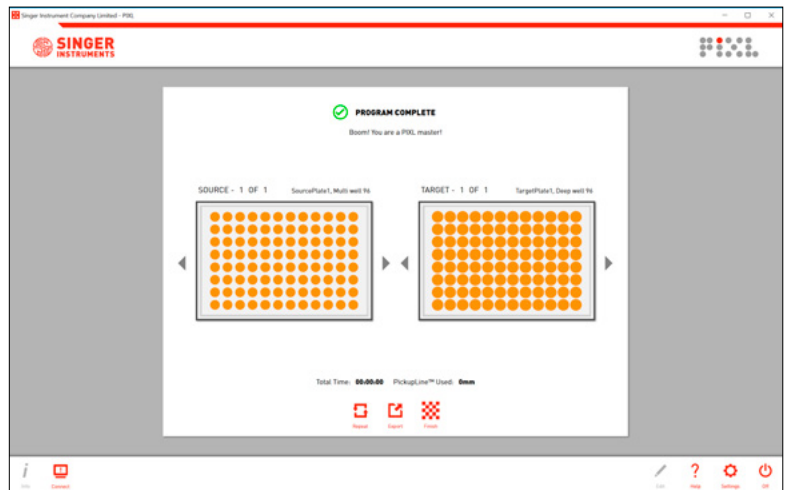 Singer Instrument Company Limited - PIXL
SINGER
INSTRUMENTS
PIXL
PROGRAM COMPLETE
Boom! You are a PIXL master!
SOURCE - 1 OF 1
SourcePlate1, Multi well 96
TARGET - 1 OF 1
TargetPlate1, Deep well 96
Total Time: 00:00:00 PickupLine™ Used: 0mm
Repeat Export Finish
i
Info Connect Edit Help Settings Off